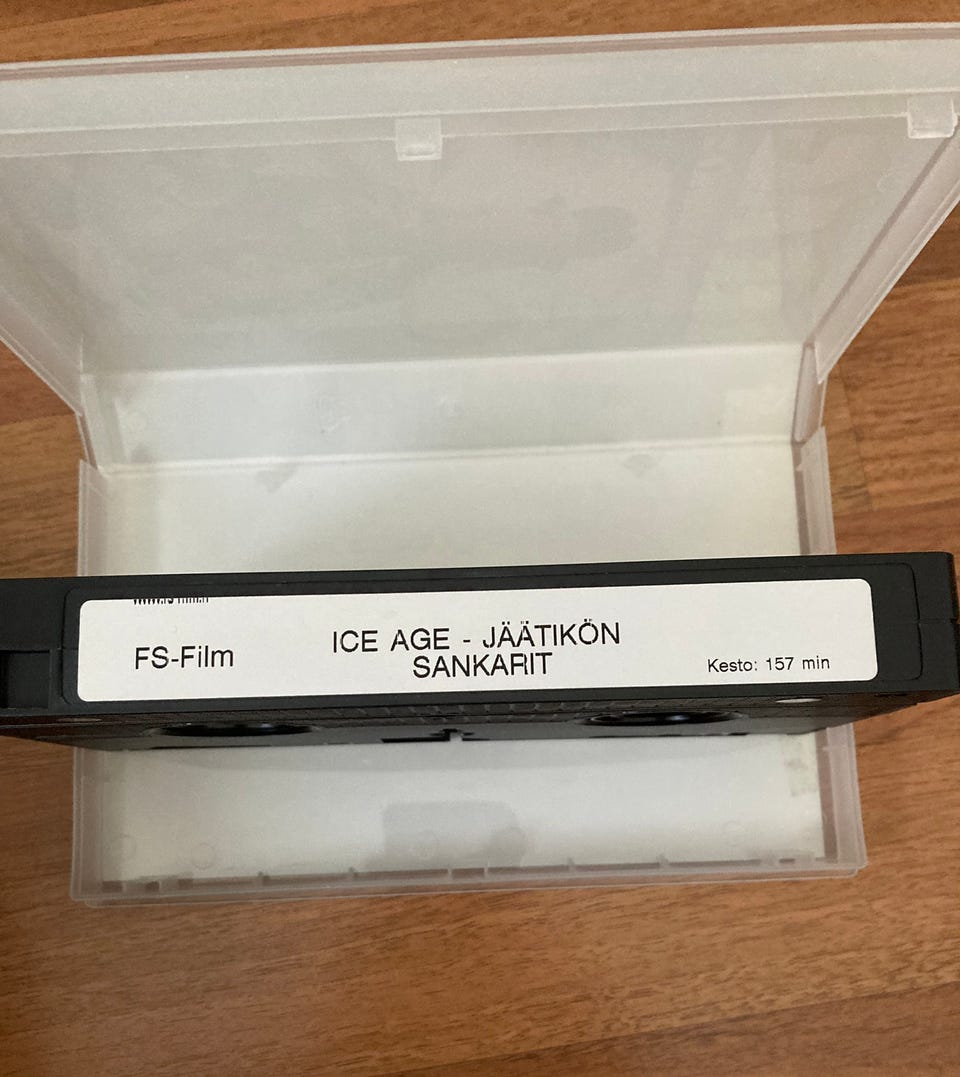 FS-Film
ICE AGE - JÄÄTIKÖN
SANKARIT
Kesto: 157 min